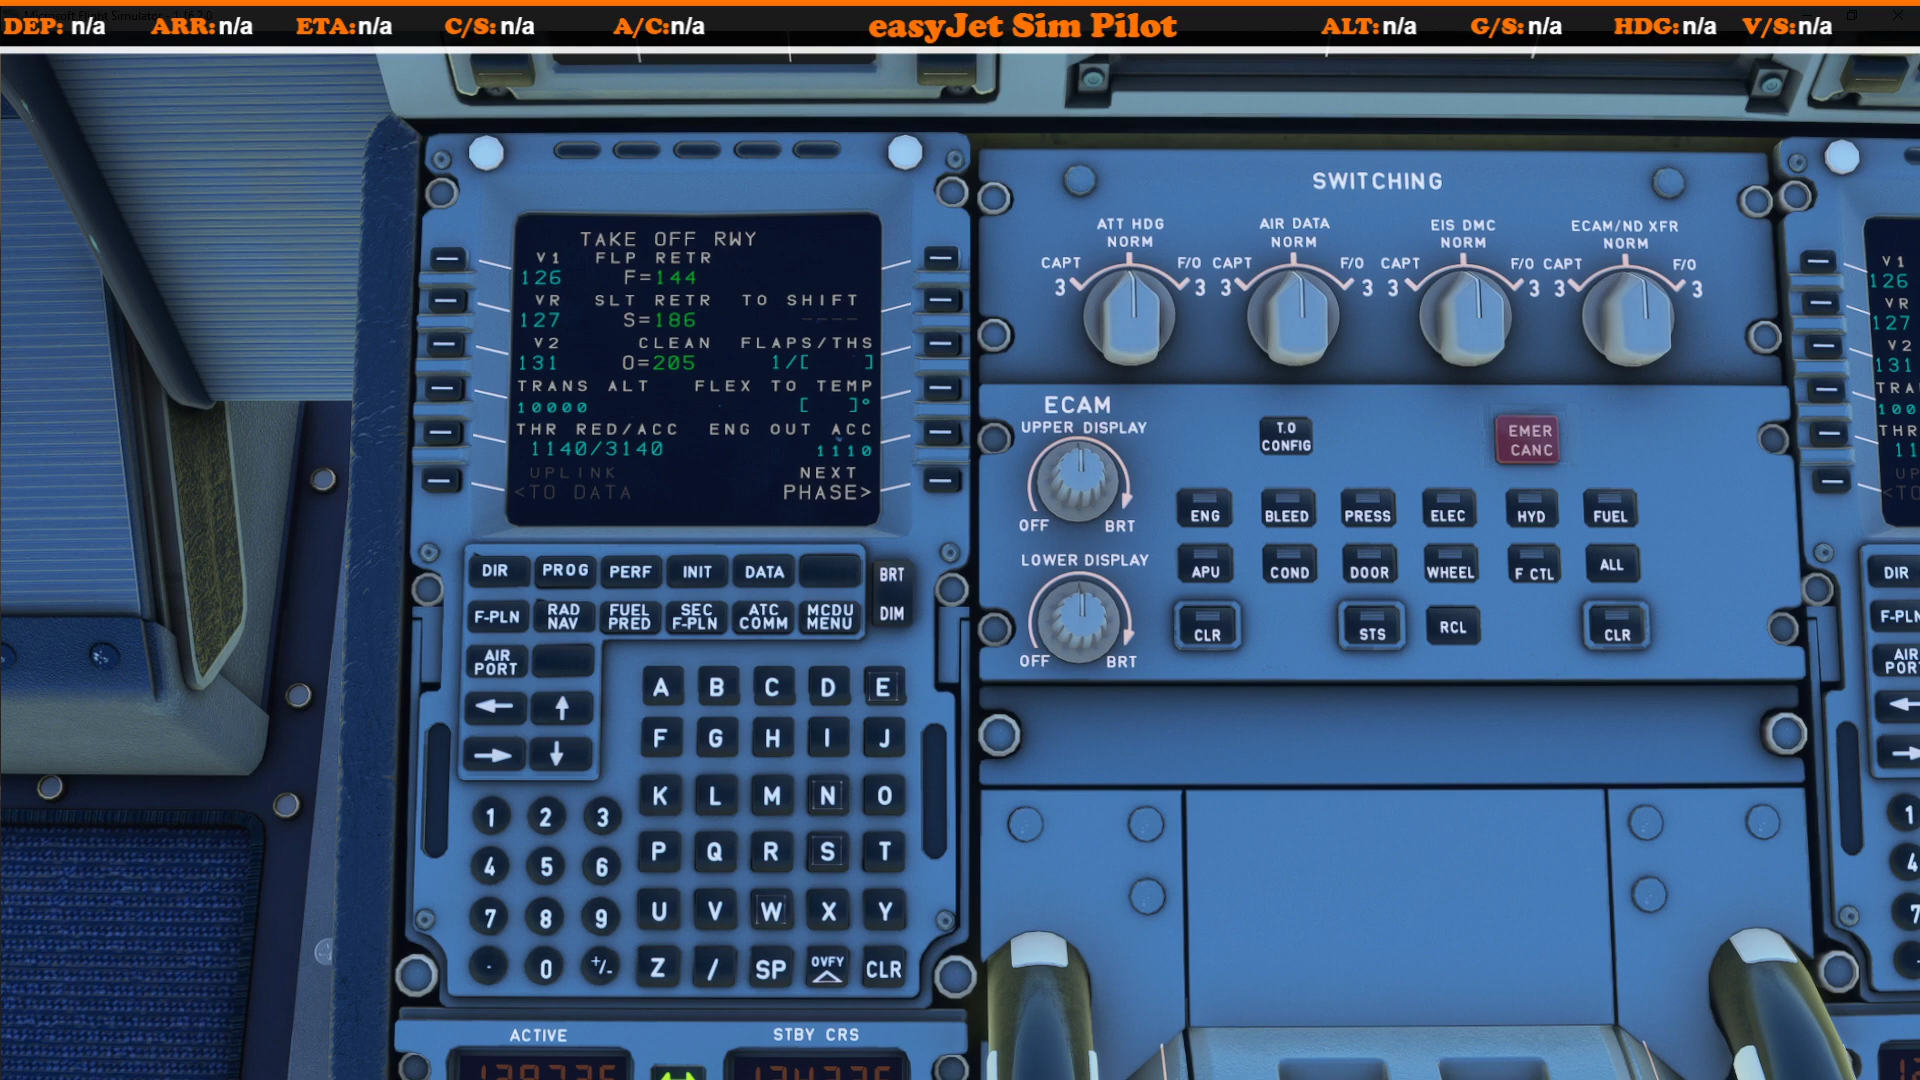 DEP: n/a ARR: n/a ETA: n/a C/S: n/a A/C: n/a easyJet Sim Pilot ALT: n/a G/S: n/a HDG: n/a V/S: n/a
TAKE OFF RWY
V1 FLP RETR
126 F=144
VR SLT RETR TO SHIFT
127 S=186 ----
V2 CLEAN FLAPS/THS
131 O=205 1/[ ]
TRANS ALT FLEX TO TEMP
10000 [ ]°
THR RED/ACC ENG OUT ACC
1140/3140 1110
UPLINK NEXT
<TO DATA PHASE>
DIR PROG PERF INIT DATA
BRT
DIM
F-PLN RAD NAV FUEL PRED SEC F-PLN ATC COMM MCDU MENU
AIR PORT
← ↑
→ ↓
A B C D E
F G H I J
K L M N O
P Q R S T
U V W X Y
Z / SP OVFY CLR
1 2 3
4 5 6
7 8 9
. 0 +/-
ACTIVE STBY CRS
SWITCHING
ATT HDG AIR DATA EIS DMC ECAM/ND XFR
NORM NORM NORM NORM
CAPT F/O CAPT F/O CAPT F/O CAPT F/O
3 3 3 3 3 3 3 3
ECAM
UPPER DISPLAY
OFF BRT
LOWER DISPLAY
OFF BRT
T.O CONFIG
EMER CANC
ENG BLEED PRESS ELEC HYD FUEL
APU COND DOOR WHEEL F CTL ALL
CLR STS RCL CLR
V1
126
VR
127
V2
131
DIR